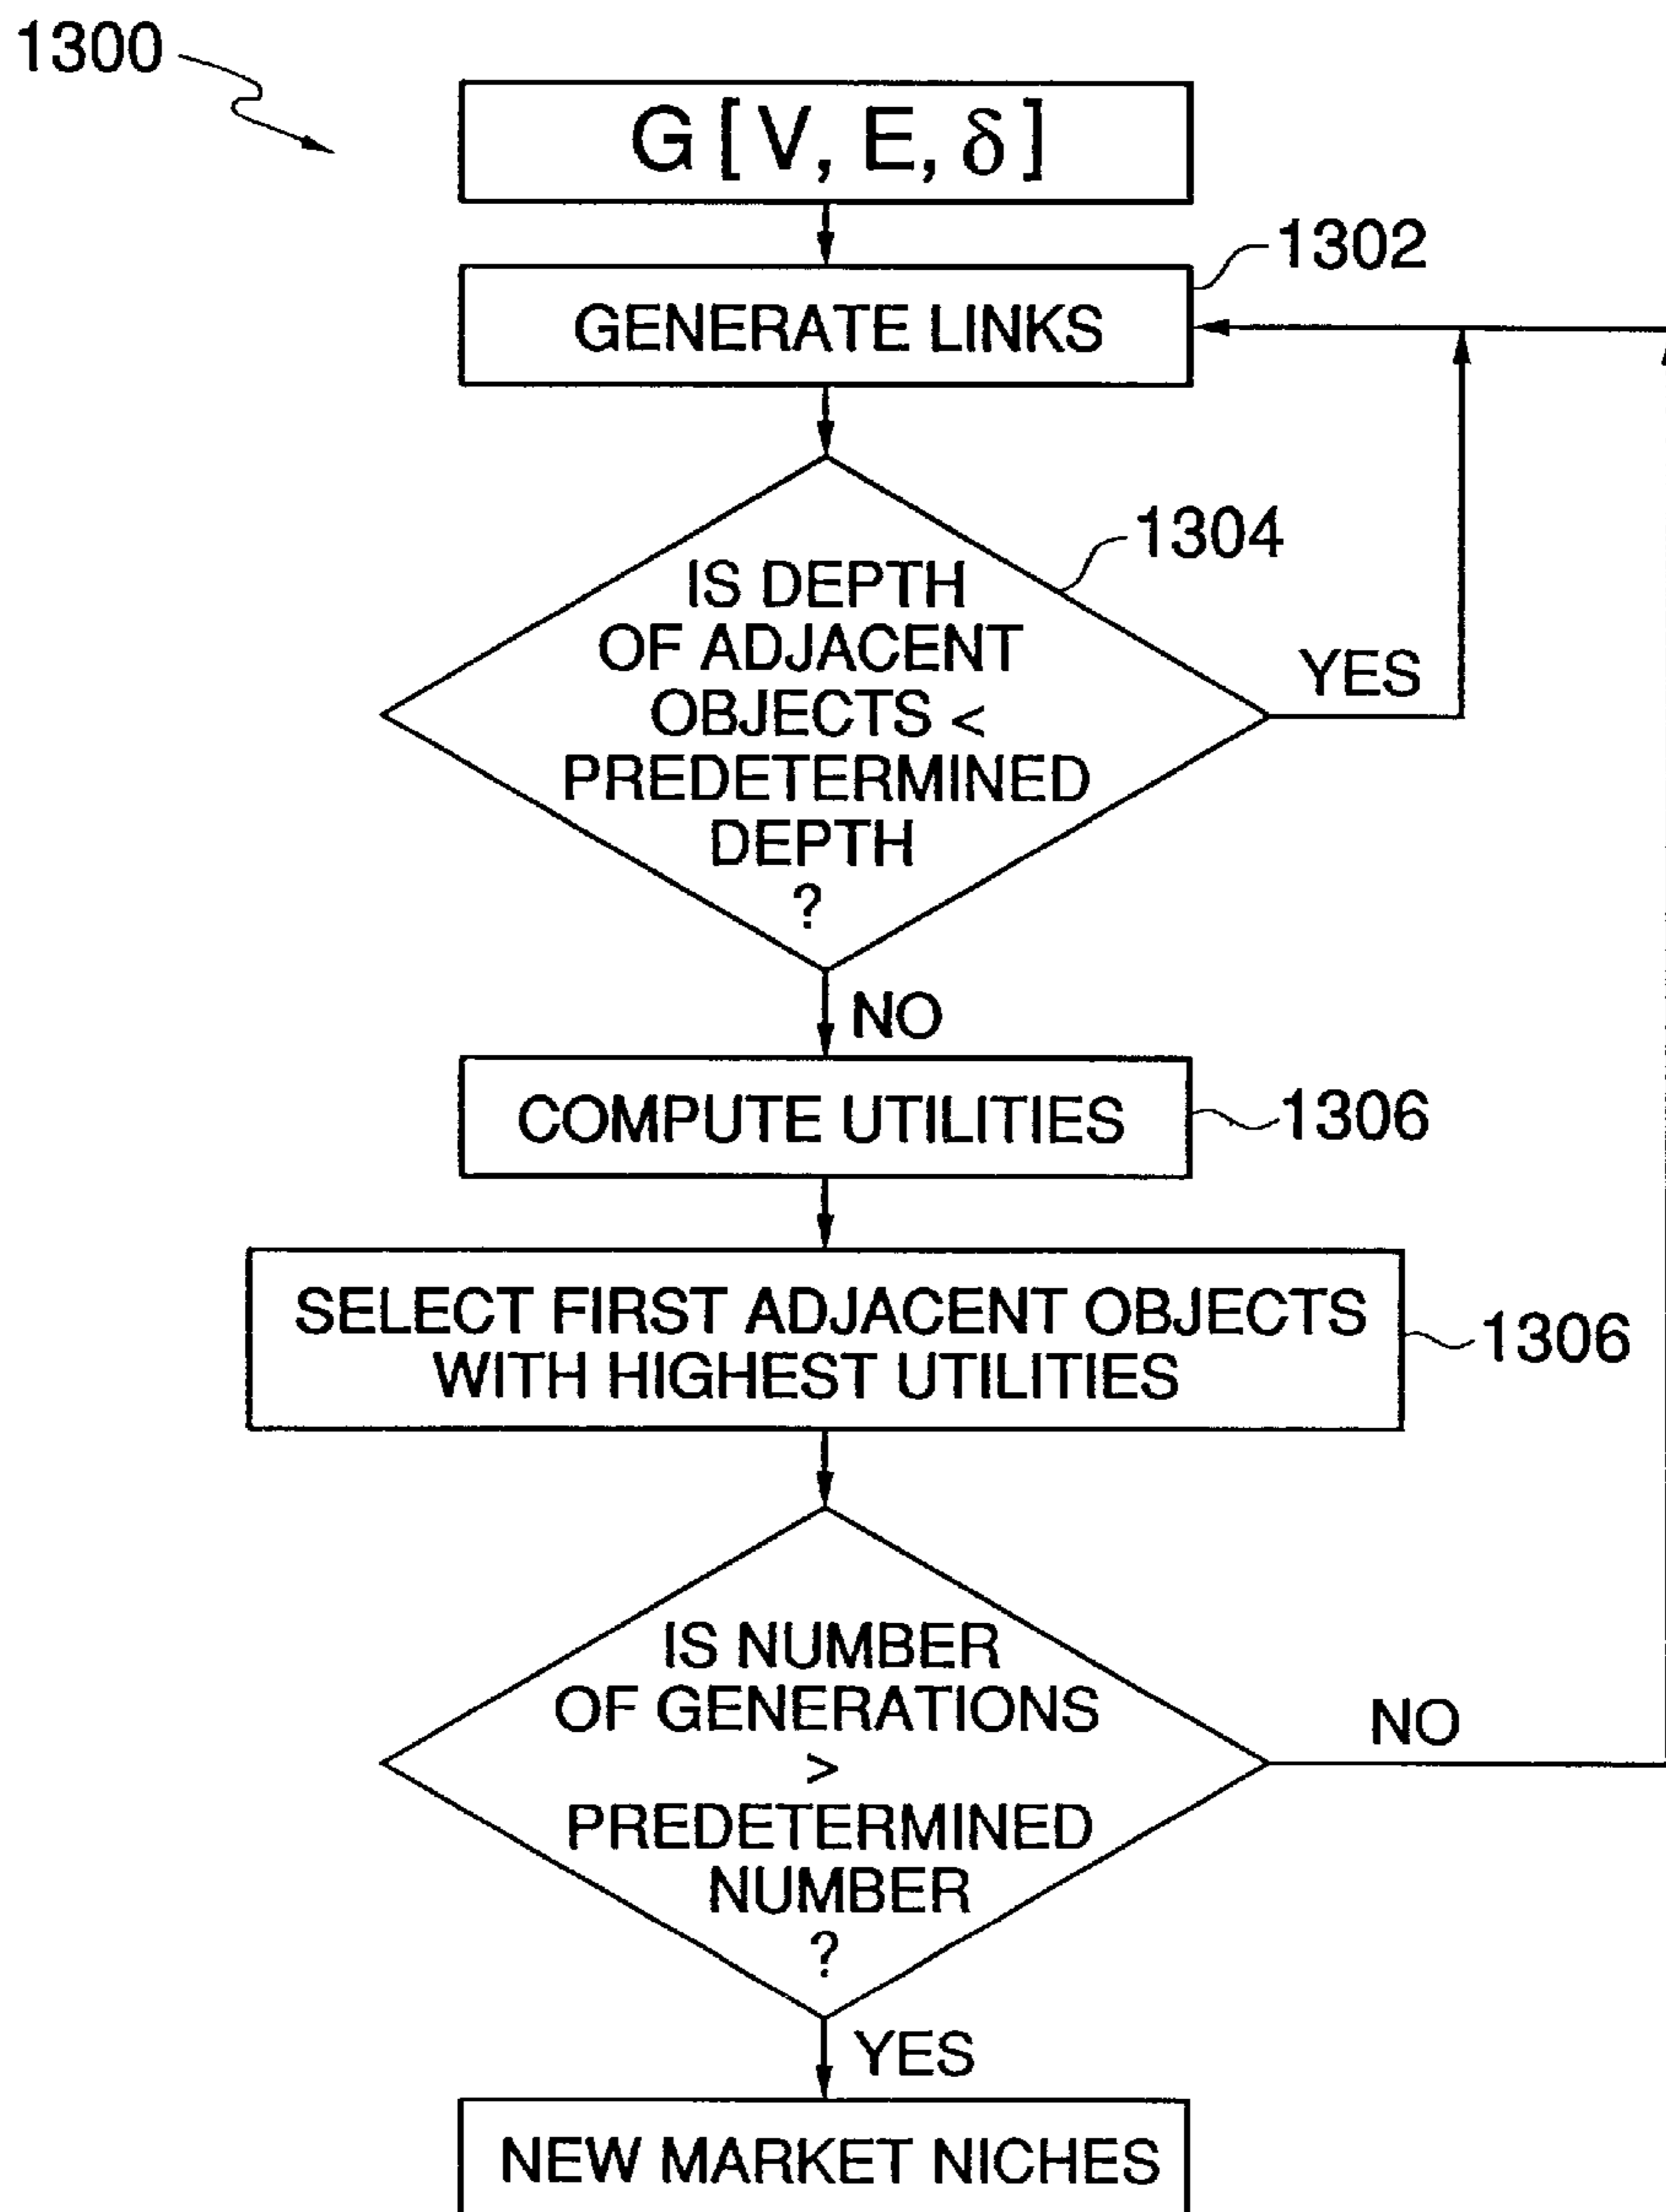 1300
G [ V, E, δ ]
1302
GENERATE LINKS
1304
IS DEPTH
OF ADJACENT
OBJECTS <
PREDETERMINED
DEPTH
?
YES
NO
COMPUTE UTILITIES
1306
SELECT FIRST ADJACENT OBJECTS
WITH HIGHEST UTILITIES
1306
IS NUMBER
OF GENERATIONS
>
PREDETERMINED
NUMBER
?
NO
YES
NEW MARKET NICHES